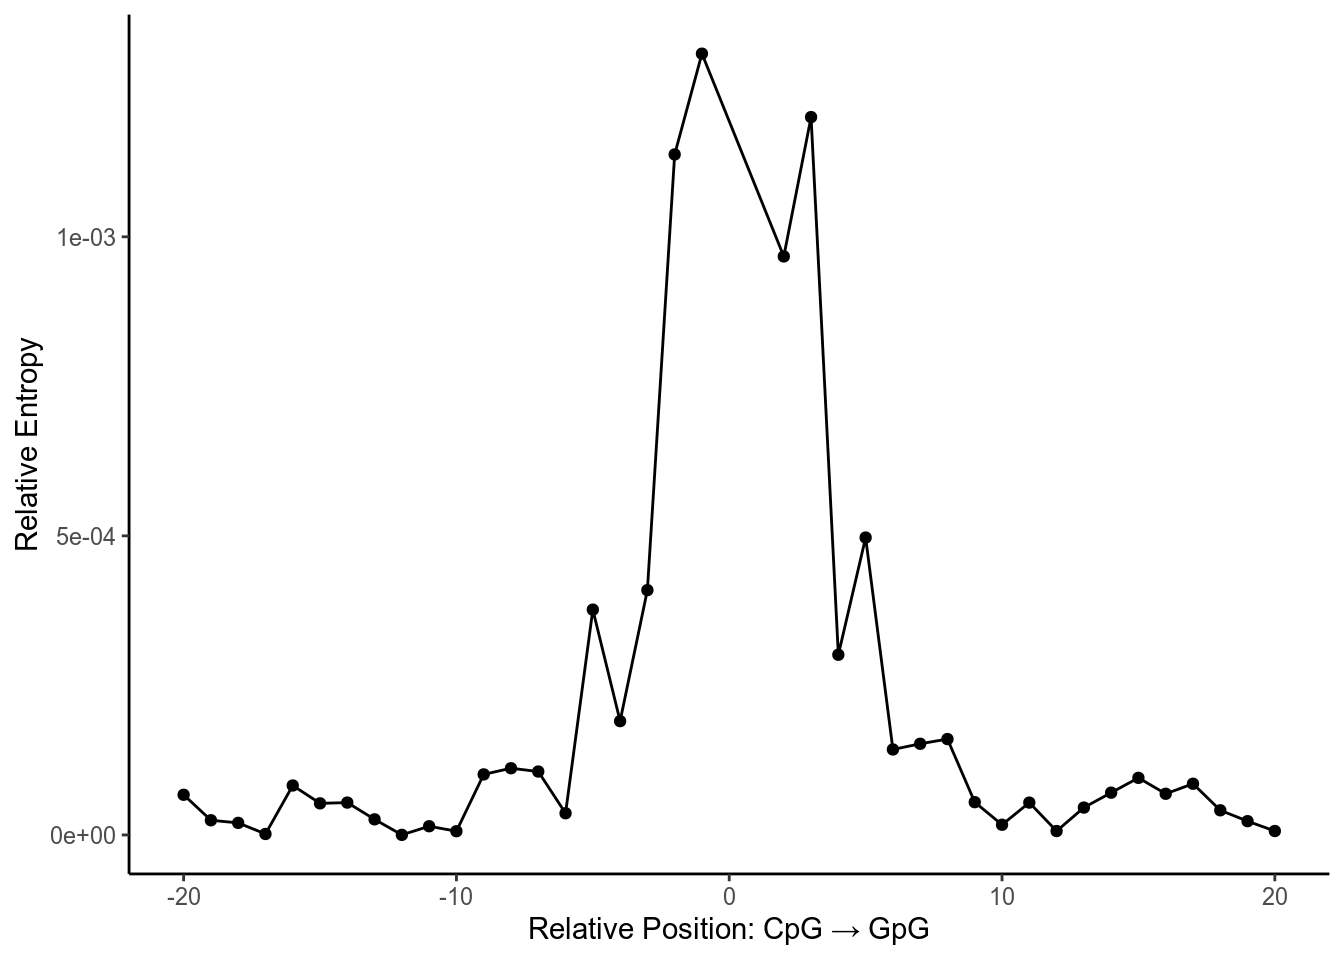 Relative Entropy
1e-03
5e-04
0e+00
-20 -10 0 10 20
Relative Position: CpG → GpG